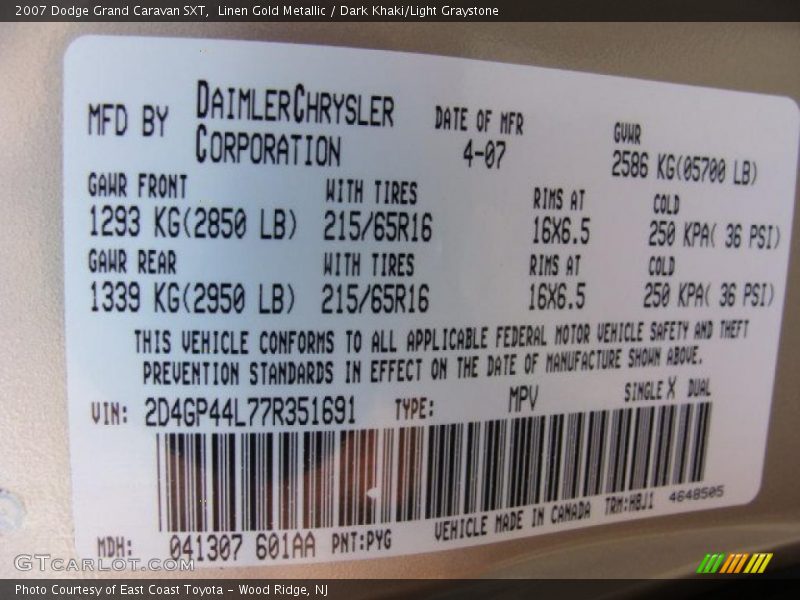 2007 Dodge Grand Caravan SXT,  Linen Gold Metallic / Dark Khaki/Light Graystone
MFD BY DAIMLERCHRYSLER CORPORATION
DATE OF MFR 4-07
GVWR 2586 KG(05700 LB)
GAWR FRONT WITH TIRES RIMS AT COLD
1293 KG(2850 LB) 215/65R16 16X6.5 250 KPA( 36 PSI)
GAWR REAR WITH TIRES RIMS AT COLD
1339 KG(2950 LB) 215/65R16 16X6.5 250 KPA( 36 PSI)
THIS VEHICLE CONFORMS TO ALL APPLICABLE FEDERAL MOTOR VEHICLE SAFETY AND THEFT
PREVENTION STANDARDS IN EFFECT ON THE DATE OF MANUFACTURE SHOWN ABOVE.
VIN: 2D4GP44L77R351691 TYPE: MPV SINGLE X DUAL
MDH: 041307 601AA PNT:PYG VEHICLE MADE IN CANADA TRM:HBJ1 4648505
GTCarLot.com
Photo Courtesy of East Coast Toyota - Wood Ridge, NJ